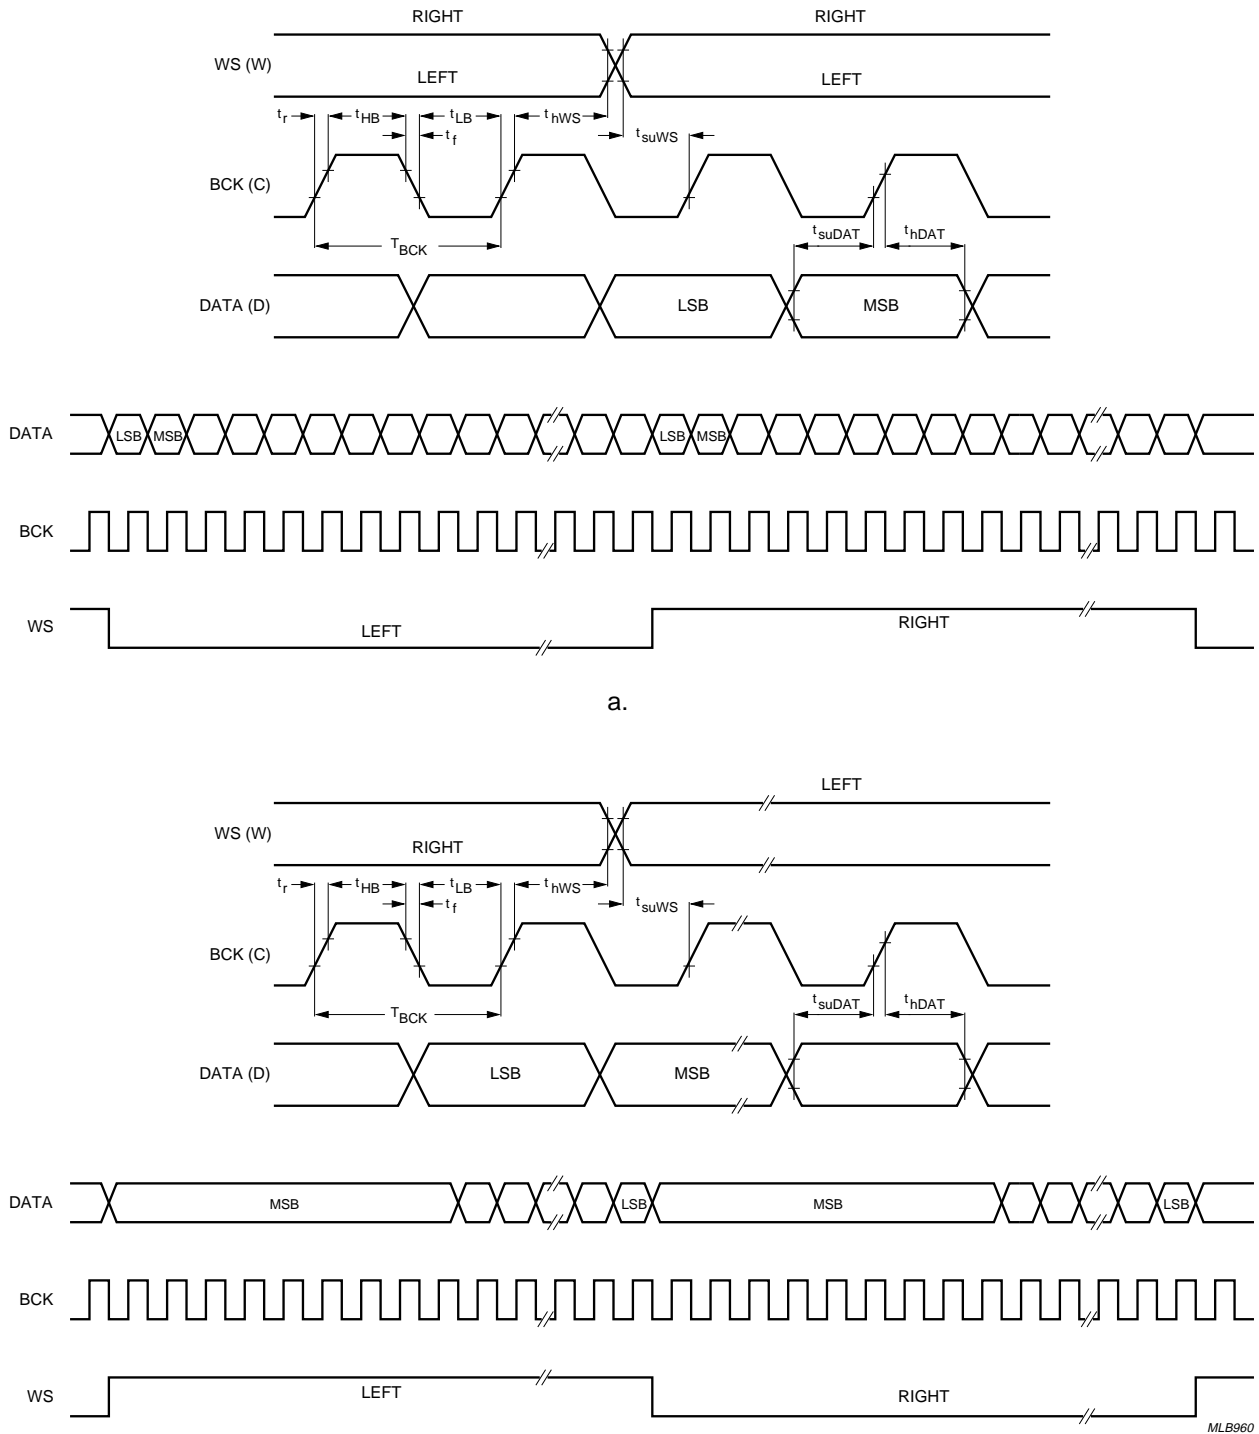 RIGHT RIGHT
WS (W)
LEFT LEFT
tr tHB tLB thWS
tf tsuWS
BCK (C)
TBCK tsuDAT thDAT
DATA (D) LSB MSB
DATA LSB MSB LSB MSB
BCK
WS LEFT RIGHT
a.
LEFT
WS (W)
RIGHT
tr tHB tLB thWS
tf tsuWS
BCK (C)
TBCK tsuDAT thDAT
DATA (D) LSB MSB
DATA MSB LSB MSB LSB
BCK
WS LEFT RIGHT
MLB960